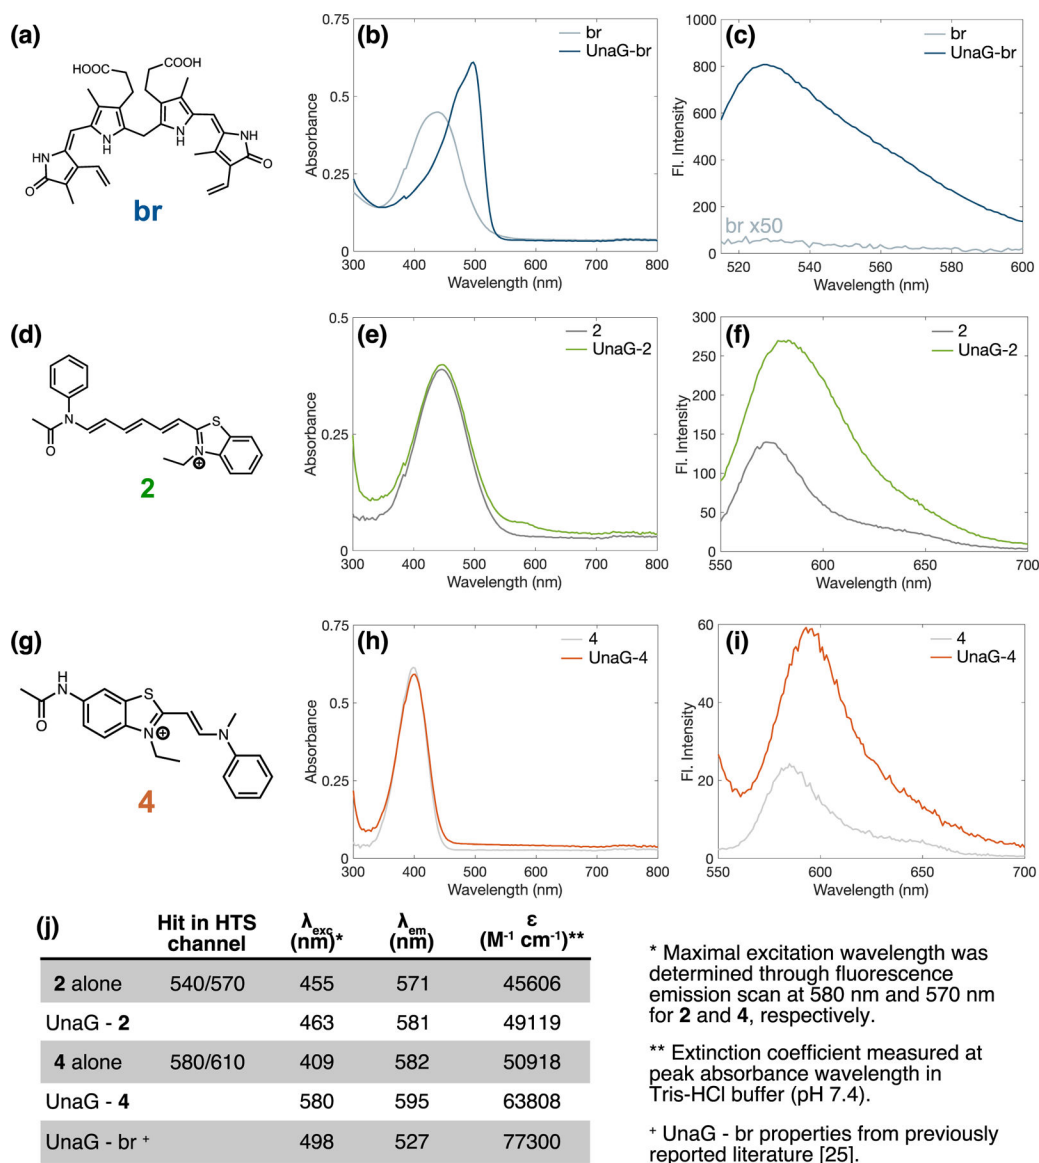 (a)
HOOC
COOH
NH
N
H
N
H
NH
O
O
br
(b)
br
UnaG-br
0.75
0.5
0.25
0
Absorbance
300 400 500 600 700 800
Wavelength (nm)
(c)
br
UnaG-br
1000
800
600
400
200
0
Fl. Intensity
br x50
520 540 560 580 600
Wavelength (nm)
(d)
N
O
S
N
+
2
(e)
2
UnaG-2
0.5
0.25
0
Absorbance
300 400 500 600 700 800
Wavelength (nm)
(f)
2
UnaG-2
300
250
200
150
100
50
0
Fl. Intensity
550 600 650 700
Wavelength (nm)
(g)
H
N
O
S
N
+
N
4
(h)
4
UnaG-4
0.75
0.5
0.25
0
Absorbance
300 400 500 600 700 800
Wavelength (nm)
(i)
4
UnaG-4
60
40
20
0
Fl. Intensity
550 600 650 700
Wavelength (nm)
(j)
Hit in HTS channel λexc (nm)* λem (nm) ε (M-1 cm-1)**
2 alone 540/570 455 571 45606
UnaG - 2 463 581 49119
4 alone 580/610 409 582 50918
UnaG - 4 580 595 63808
UnaG - br + 498 527 77300
* Maximal excitation wavelength was
determined through fluorescence
emission scan at 580 nm and 570 nm
for 2 and 4, respectively.
** Extinction coefficient measured at
peak absorbance wavelength in
Tris-HCl buffer (pH 7.4).
+ UnaG - br properties from previously
reported literature [25].